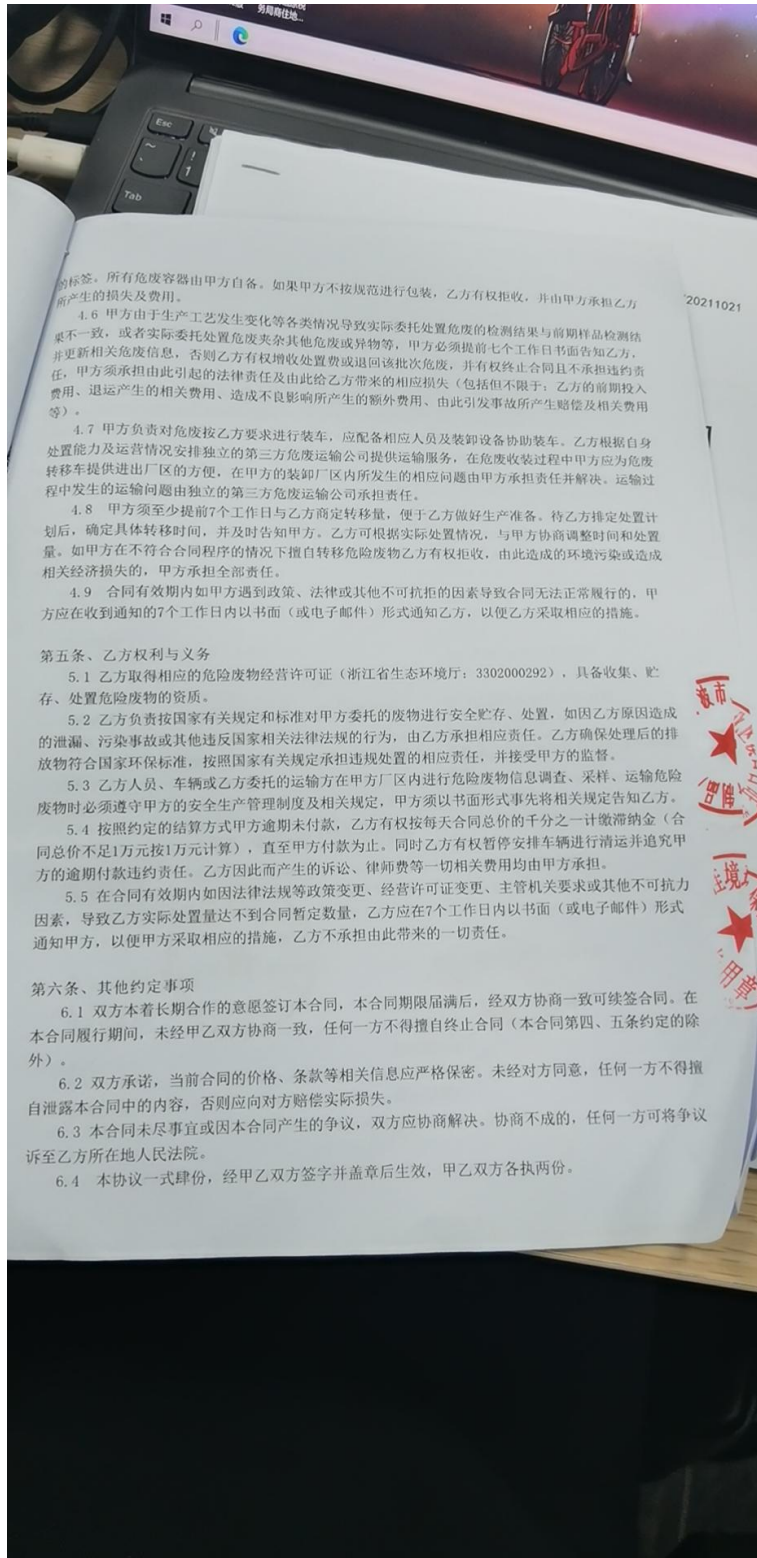 务局商住地...
Esc
~
!
1
Tab
20211021
的标签。所有危废容器由甲方自备。如果甲方不按规范进行包装，乙方有权拒收，并由甲方承担乙方
所产生的损失及费用。
4.6 甲方由于生产工艺发生变化等各类情况导致实际委托处置危废的检测结果与前期样品检测结
果不一致，或者实际委托处置危废夹杂其他危废或异物等，甲方必须提前七个工作日书面告知乙方，
并更新相关危废信息，否则乙方有权增收处置费或退回该批次危废，并有权终止合同且不承担违约责
任，甲方须承担由此引起的法律责任及由此给乙方带来的相应损失（包括但不限于：乙方的前期投入
费用、退运产生的相关费用、造成不良影响所产生的额外费用、由此引发事故所产生赔偿及相关费用
等）。
4.7 甲方负责对危废按乙方要求进行装车，应配备相应人员及装卸设备协助装车。乙方根据自身
处置能力及运营情况安排独立的第三方危废运输公司提供运输服务，在危废收装过程中甲方应为危废
转移车提供进出厂区的方便，在甲方的装卸厂区内所发生的相应问题由甲方承担责任并解决。运输过
程中发生的运输问题由独立的第三方危废运输公司承担责任。
4.8 甲方须至少提前7个工作日与乙方商定转移量，便于乙方做好生产准备。待乙方排定处置计
划后，确定具体转移时间，并及时告知甲方。乙方可根据实际处置情况，与甲方协商调整时间和处置
量。如甲方在不符合合同程序的情况下擅自转移危险废物乙方有权拒收，由此造成的环境污染或造成
相关经济损失的，甲方承担全部责任。
4.9 合同有效期内如甲方遇到政策、法律或其他不可抗拒的因素导致合同无法正常履行的，甲
方应在收到通知的7个工作日内以书面（或电子邮件）形式通知乙方，以便乙方采取相应的措施。
第五条、乙方权利与义务
5.1 乙方取得相应的危险废物经营许可证（浙江省生态环境厅：3302000292），具备收集、贮
存、处置危险废物的资质。
5.2 乙方负责按国家有关规定和标准对甲方委托的废物进行安全贮存、处置，如因乙方原因造成
的泄漏、污染事故或其他违反国家相关法律法规的行为，由乙方承担相应责任。乙方确保处理后的排
放物符合国家环保标准，按照国家有关规定承担违规处置的相应责任，并接受甲方的监督。
5.3 乙方人员、车辆或乙方委托的运输方在甲方厂区内进行危险废物信息调查、采样、运输危险
废物时必须遵守甲方的安全生产管理制度及相关规定，甲方须以书面形式事先将相关规定告知乙方。
5.4 按照约定的结算方式甲方逾期未付款，乙方有权按每天合同总价的千分之一计缴滞纳金（合
同总价不足1万元按1万元计算），直至甲方付款为止。同时乙方有权暂停安排车辆进行清运并追究甲
方的逾期付款违约责任。乙方因此而产生的诉讼、律师费等一切相关费用均由甲方承担。
5.5 在合同有效期内如因法律法规等政策变更、经营许可证变更、主管机关要求或其他不可抗力
因素，导致乙方实际处置量达不到合同暂定数量，乙方应在7个工作日内以书面（或电子邮件）形式
通知甲方，以便甲方采取相应的措施，乙方不承担由此带来的一切责任。
第六条、其他约定事项
6.1 双方本着长期合作的意愿签订本合同，本合同期限届满后，经双方协商一致可续签合同。在
本合同履行期间，未经甲乙双方协商一致，任何一方不得擅自终止合同（本合同第四、五条约定的除
外）。
6.2 双方承诺，当前合同的价格、条款等相关信息应严格保密。未经对方同意，任何一方不得擅
自泄露本合同中的内容，否则应向对方赔偿实际损失。
6.3 本合同未尽事宜或因本合同产生的争议，双方应协商解决。协商不成的，任何一方可将争议
诉至乙方所在地人民法院。
6.4 本协议一式肆份，经甲乙双方签字并盖章后生效，甲乙双方各执两份。
波市
境
用章